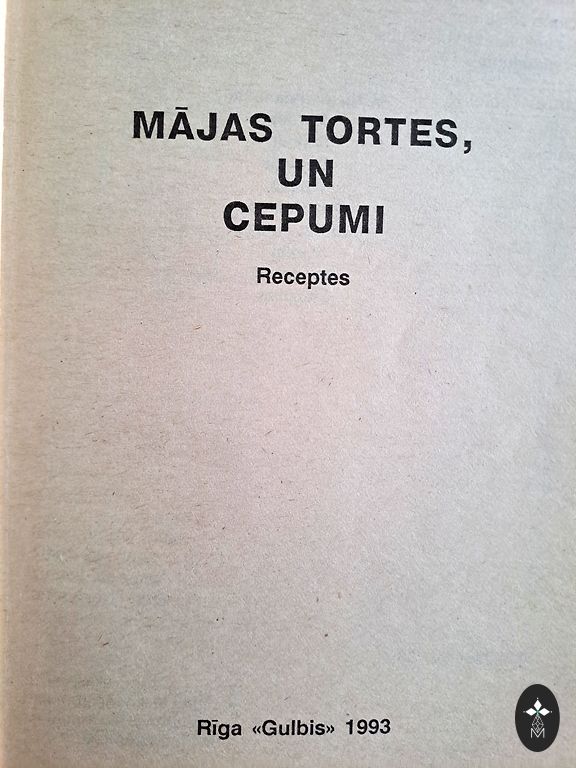 MĀJAS TORTES,
UN
CEPUMI
Receptes
Rīga «Gulbis» 1993
M